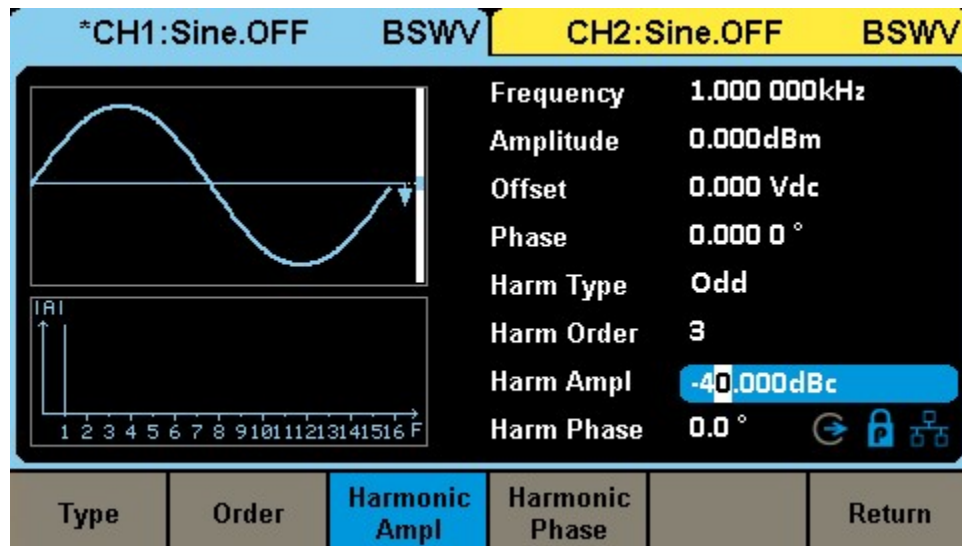 *CH1:Sine.OFF BSWV CH2:Sine.OFF BSWV
Frequency 1.000 000kHz
Amplitude 0.000dBm
Offset 0.000 Vdc
Phase 0.000 0 °
Harm Type Odd
Harm Order 3
Harm Ampl -40.000dBc
Harm Phase 0.0 °
|A|
1 2 3 4 5 6 7 8 9 10 11 12 13 14 15 16 F
Type Order Harmonic Ampl Harmonic Phase Return